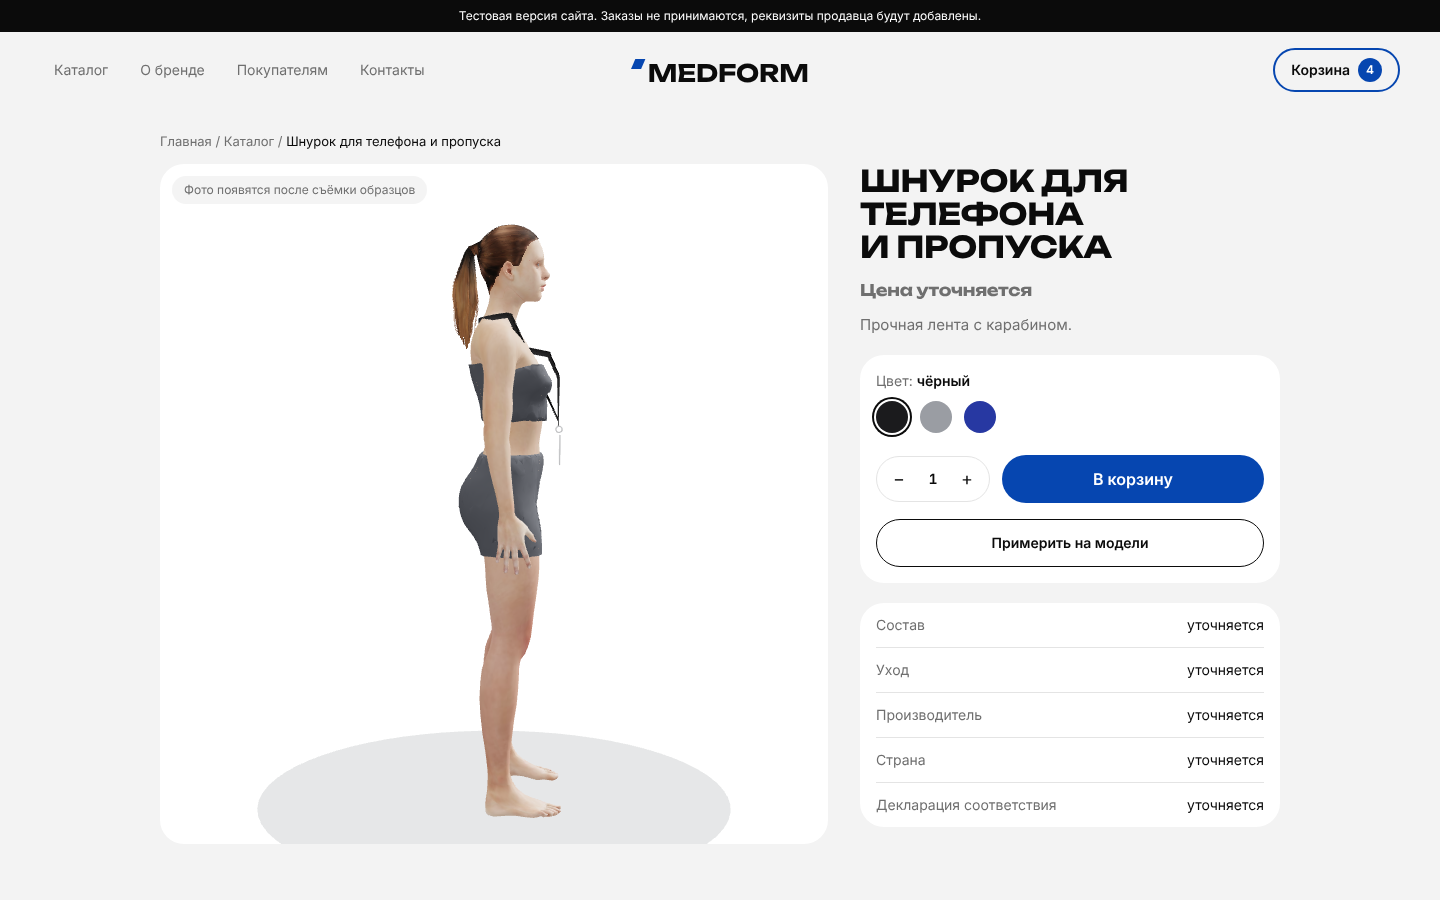 Тестовая версия сайта. Заказы не принимаются, реквизиты продавца будут добавлены.
Каталог
О бренде
Покупателям
Контакты
MEDFORM
Корзина
4
Главная / Каталог / Шнурок для телефона и пропуска
Фото появятся после съёмки образцов
ШНУРОК ДЛЯ
ТЕЛЕФОНА
И ПРОПУСКА
Цена уточняется
Прочная лента с карабином.
Цвет: чёрный
− 1 +
В корзину
Примерить на модели
Состав уточняется
Уход уточняется
Производитель уточняется
Страна уточняется
Декларация соответствия уточняется